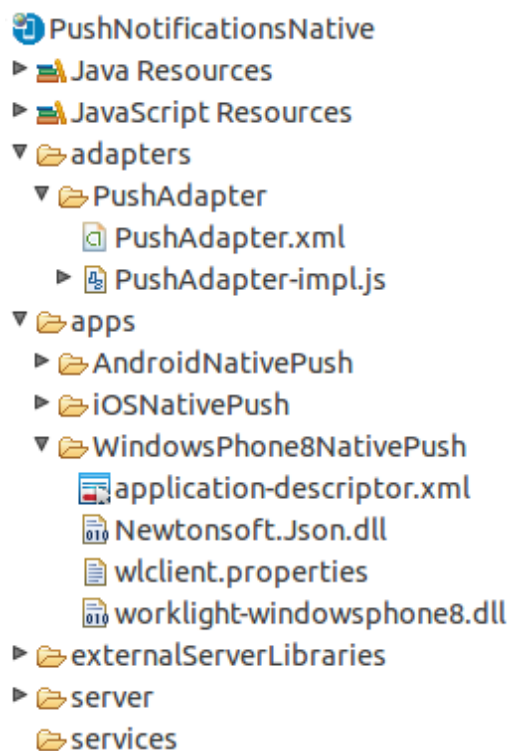 PushNotificationsNative
Java Resources
JavaScript Resources
adapters
PushAdapter
PushAdapter.xml
PushAdapter-impl.js
apps
AndroidNativePush
iOSNativePush
WindowsPhone8NativePush
application-descriptor.xml
Newtonsoft.Json.dll
wlclient.properties
worklight-windowsphone8.dll
externalServerLibraries
server
services